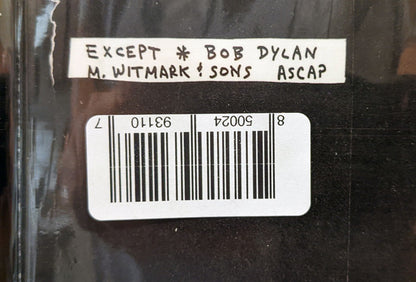 EXCEPT * BOB DYLAN
M. WITMARK & SONS ASCAP
8 50024 93110 7